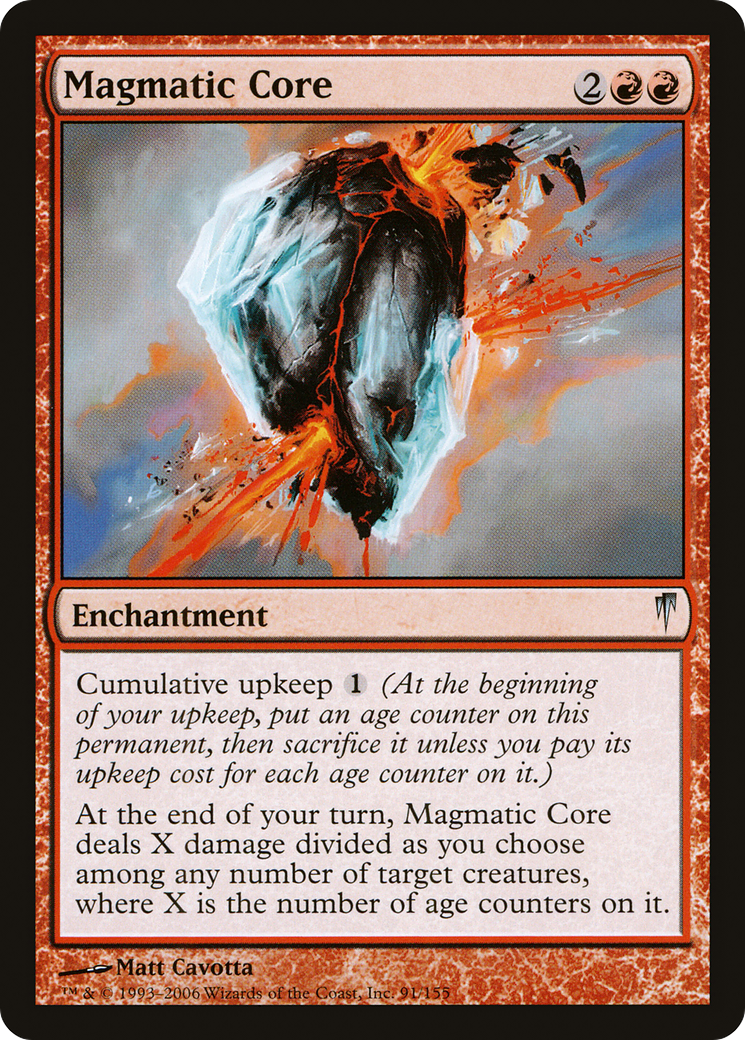 Magmatic Core 2
Enchantment
Cumulative upkeep 1 (At the beginning
of your upkeep, put an age counter on this
permanent, then sacrifice it unless you pay its
upkeep cost for each age counter on it.)
At the end of your turn, Magmatic Core
deals X damage divided as you choose
among any number of target creatures,
where X is the number of age counters on it.
Matt Cavotta
™ & © 1993–2006 Wizards of the Coast, Inc. 91/155